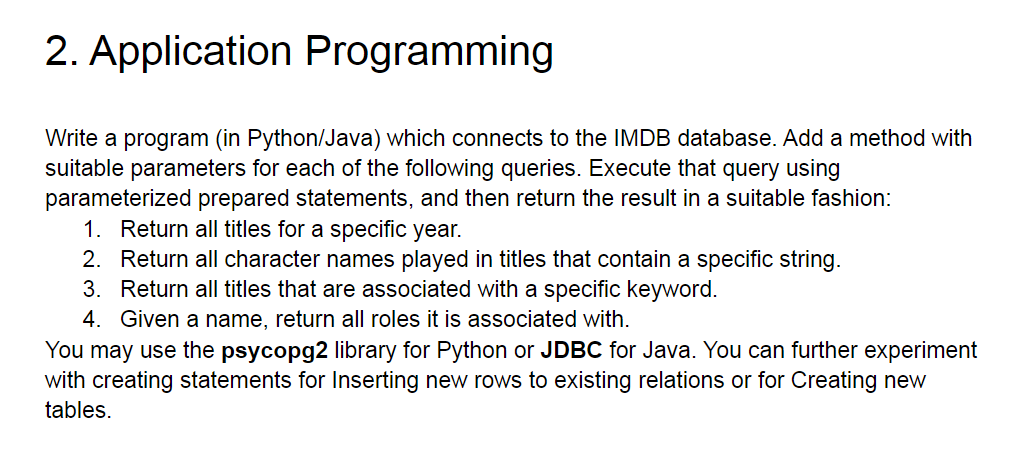 2. Application Programming
Write a program (in Python/Java) which connects to the IMDB database. Add a method with
suitable parameters for each of the following queries. Execute that query using
parameterized prepared statements, and then return the result in a suitable fashion:
1. Return all titles for a specific year.
2. Return all character names played in titles that contain a specific string.
3. Return all titles that are associated with a specific keyword.
4. Given a name, return all roles it is associated with.
You may use the psycopg2 library for Python or JDBC for Java. You can further experiment
with creating statements for Inserting new rows to existing relations or for Creating new
tables.